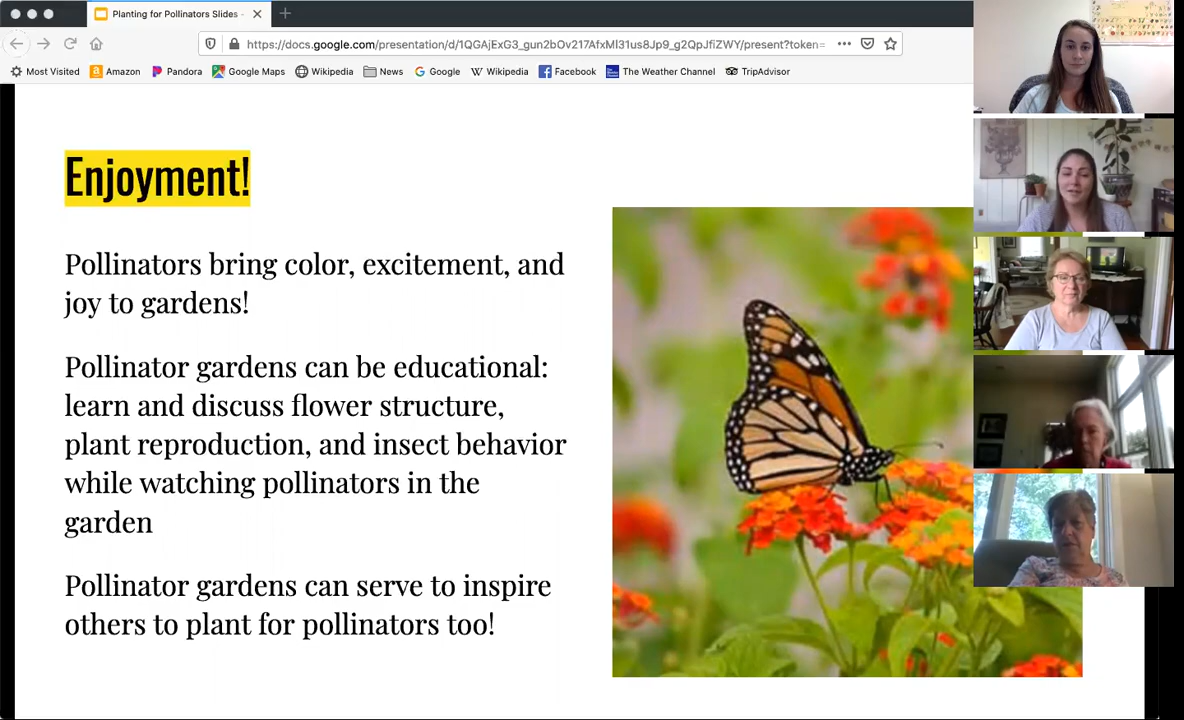 Planting for Pollinators Slides -
https://docs.google.com/presentation/d/1QGAjExG3_gun2bOv217AfxMl31us8Jp9_g2QpJfiZWY/present?token=
Most Visited Amazon Pandora Google Maps Wikipedia News Google Wikipedia Facebook The Weather Channel TripAdvisor
Enjoyment!
Pollinators bring color, excitement, and
joy to gardens!
Pollinator gardens can be educational:
learn and discuss flower structure,
plant reproduction, and insect behavior
while watching pollinators in the
garden
Pollinator gardens can serve to inspire
others to plant for pollinators too!